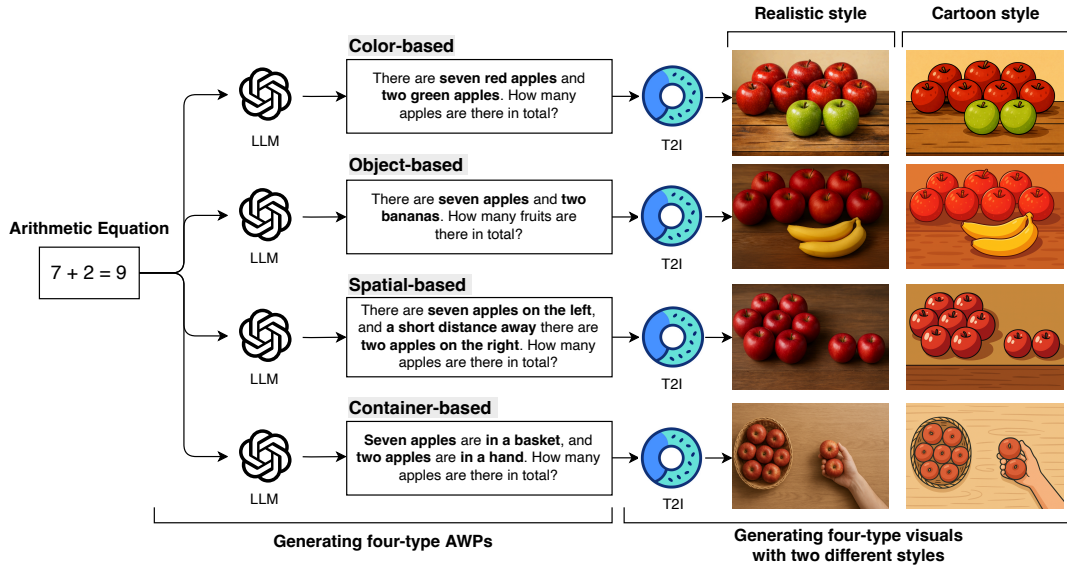 Realistic style
Cartoon style
Color-based
There are seven red apples and
two green apples. How many
apples are there in total?
LLM
T2I
Object-based
There are seven apples and two
bananas. How many fruits are
there in total?
LLM
T2I
Arithmetic Equation
7 + 2 = 9
Spatial-based
There are seven apples on the left,
and a short distance away there are
two apples on the right. How many
apples are there in total?
LLM
T2I
Container-based
Seven apples are in a basket, and
two apples are in a hand. How many
apples are there in total?
LLM
T2I
Generating four-type AWPs
Generating four-type visuals
with two different styles